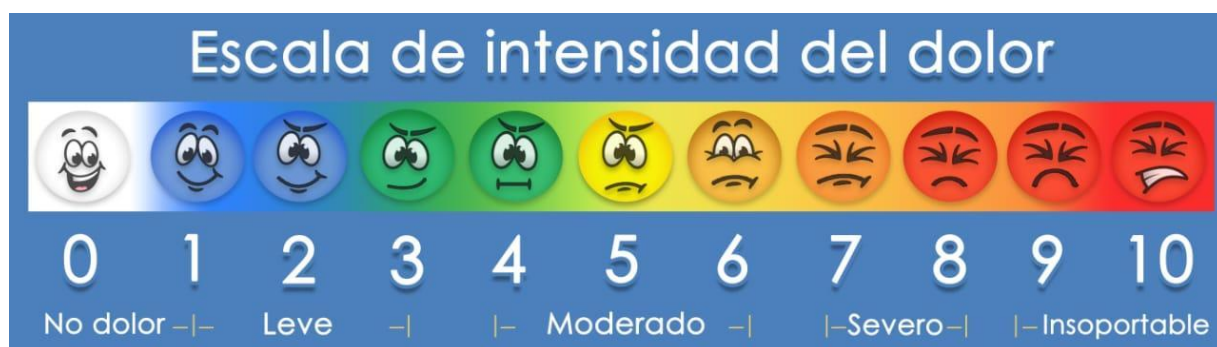 Escala de intensidad del dolor
0 1 2 3 4 5 6 7 8 9 10
No dolor -|- Leve -| |- Moderado -| |-Severo-| |-Insoportable